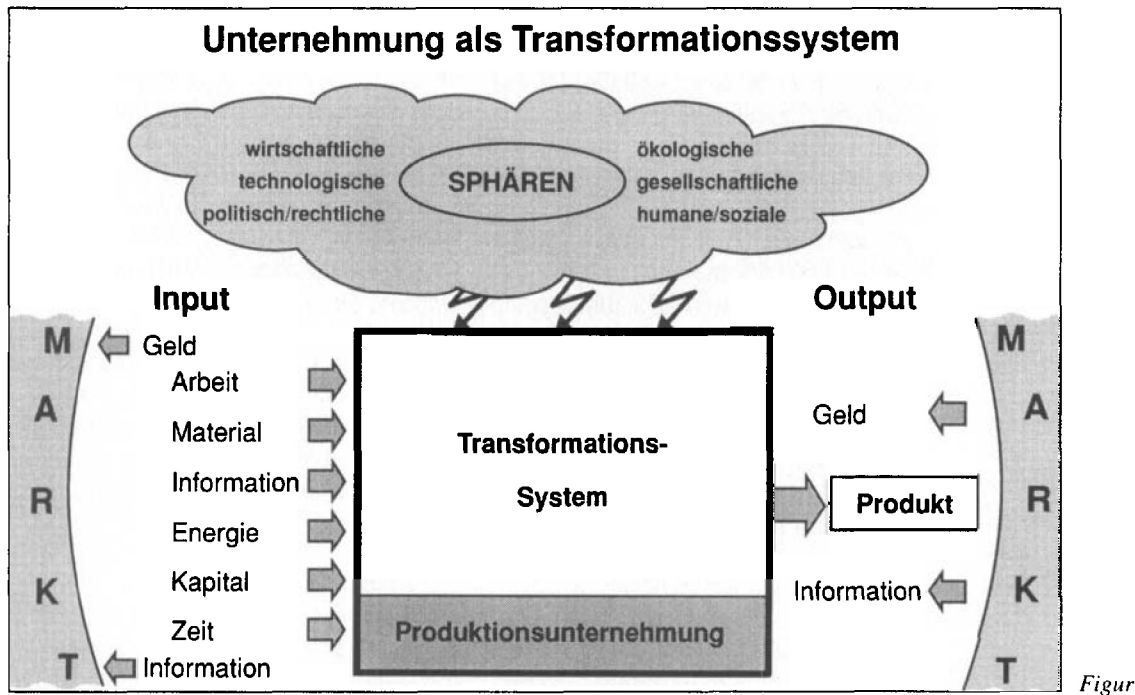 Unternehmung als Transformationssystem
wirtschaftliche
technologische
politisch/rechtliche
SPHÄREN
ökologische
gesellschaftliche
humane/soziale
Input
Output
M
A
R
K
T
Geld
Arbeit
Material
Information
Energie
Kapital
Zeit
Information
Transformations-
System
Produktionsunternehmung
Geld
Produkt
Information
M
A
R
K
T
Figur